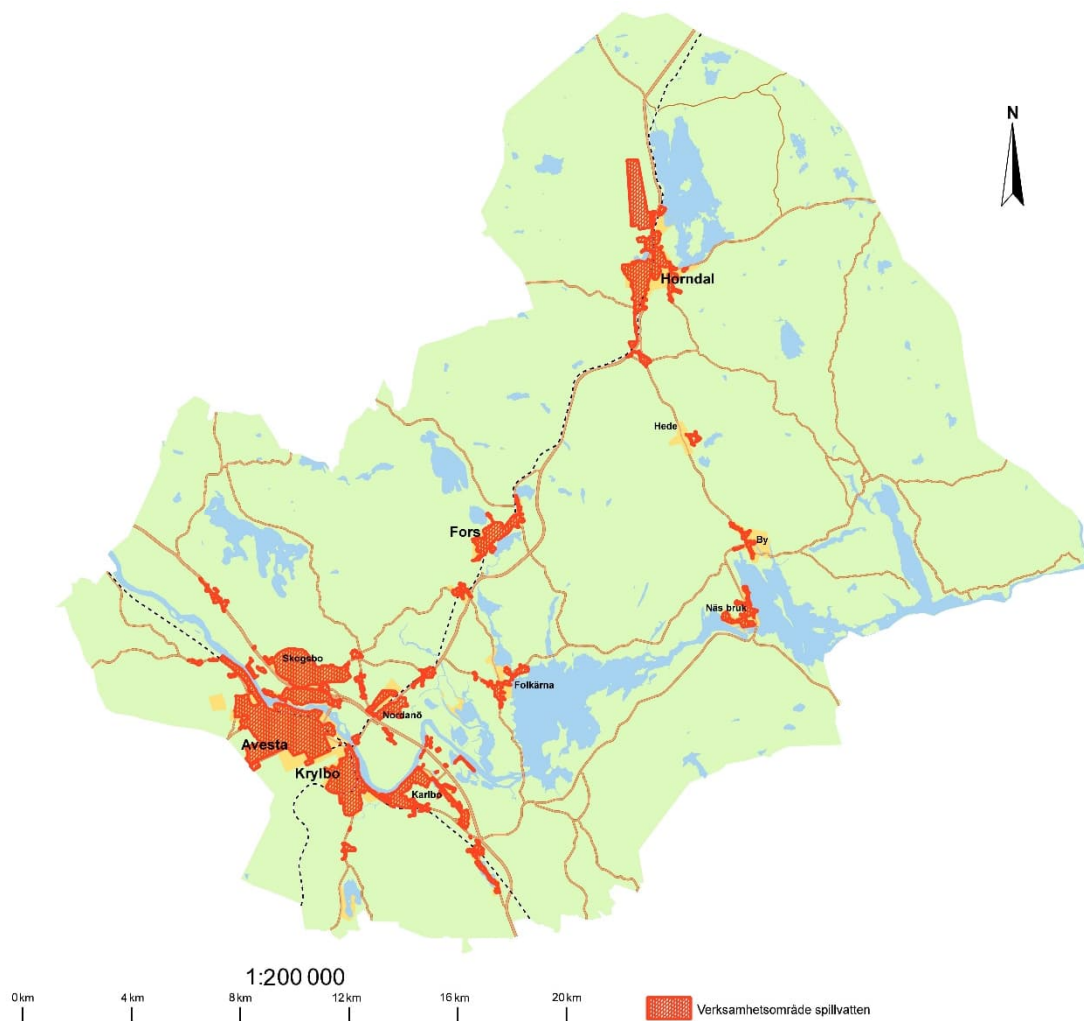 N
Horndal
Hede
Fors
By
Näs bruk
Skogsbo
Folkärna
Nordanö
Avesta
Krylbo
Karlbo
1:200 000
0 km 4 km 8 km 12 km 16 km 20 km
Verksamhetsområde spillvatten